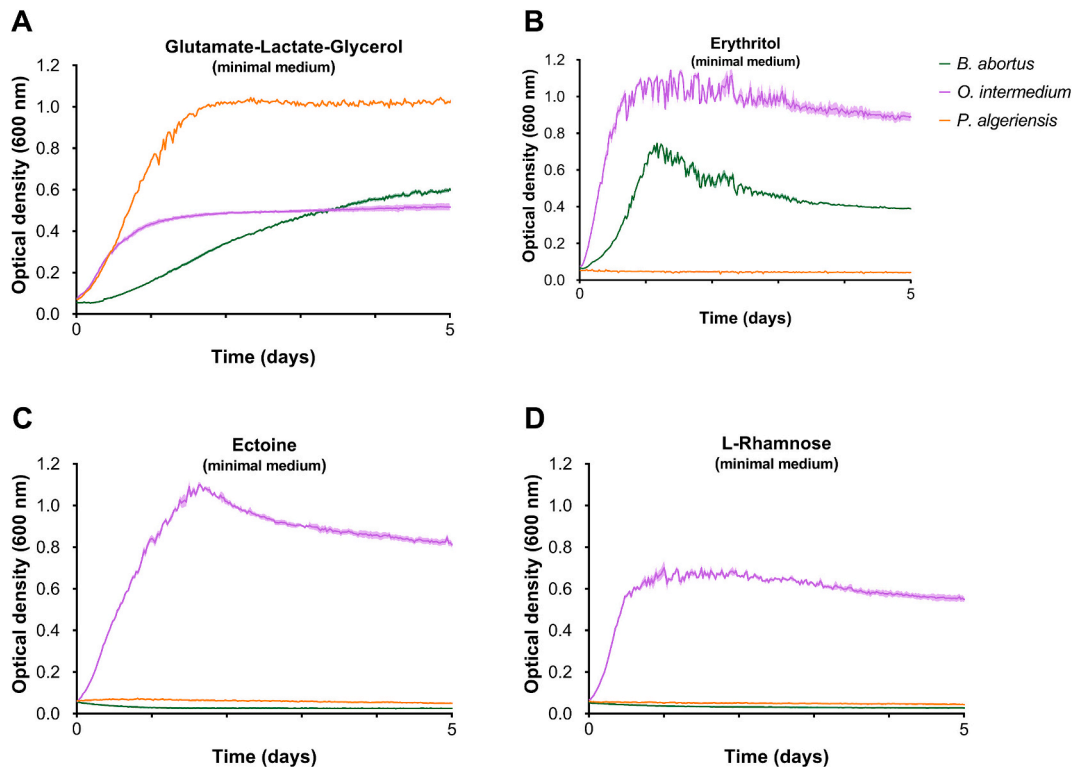 A
Glutamate-Lactate-Glycerol
(minimal medium)
Optical density (600 nm)
1.2
1.0
0.8
0.6
0.4
0.2
0.0
0
5
Time (days)
B
Erythritol
(minimal medium)
Optical density (600 nm)
1.2
1.0
0.8
0.6
0.4
0.2
0.0
0
5
Time (days)
B. abortus
O. intermedium
P. algeriensis
C
Ectoine
(minimal medium)
Optical density (600 nm)
1.2
1.0
0.8
0.6
0.4
0.2
0.0
0
5
Time (days)
D
L-Rhamnose
(minimal medium)
Optical density (600 nm)
1.2
1.0
0.8
0.6
0.4
0.2
0.0
0
5
Time (days)